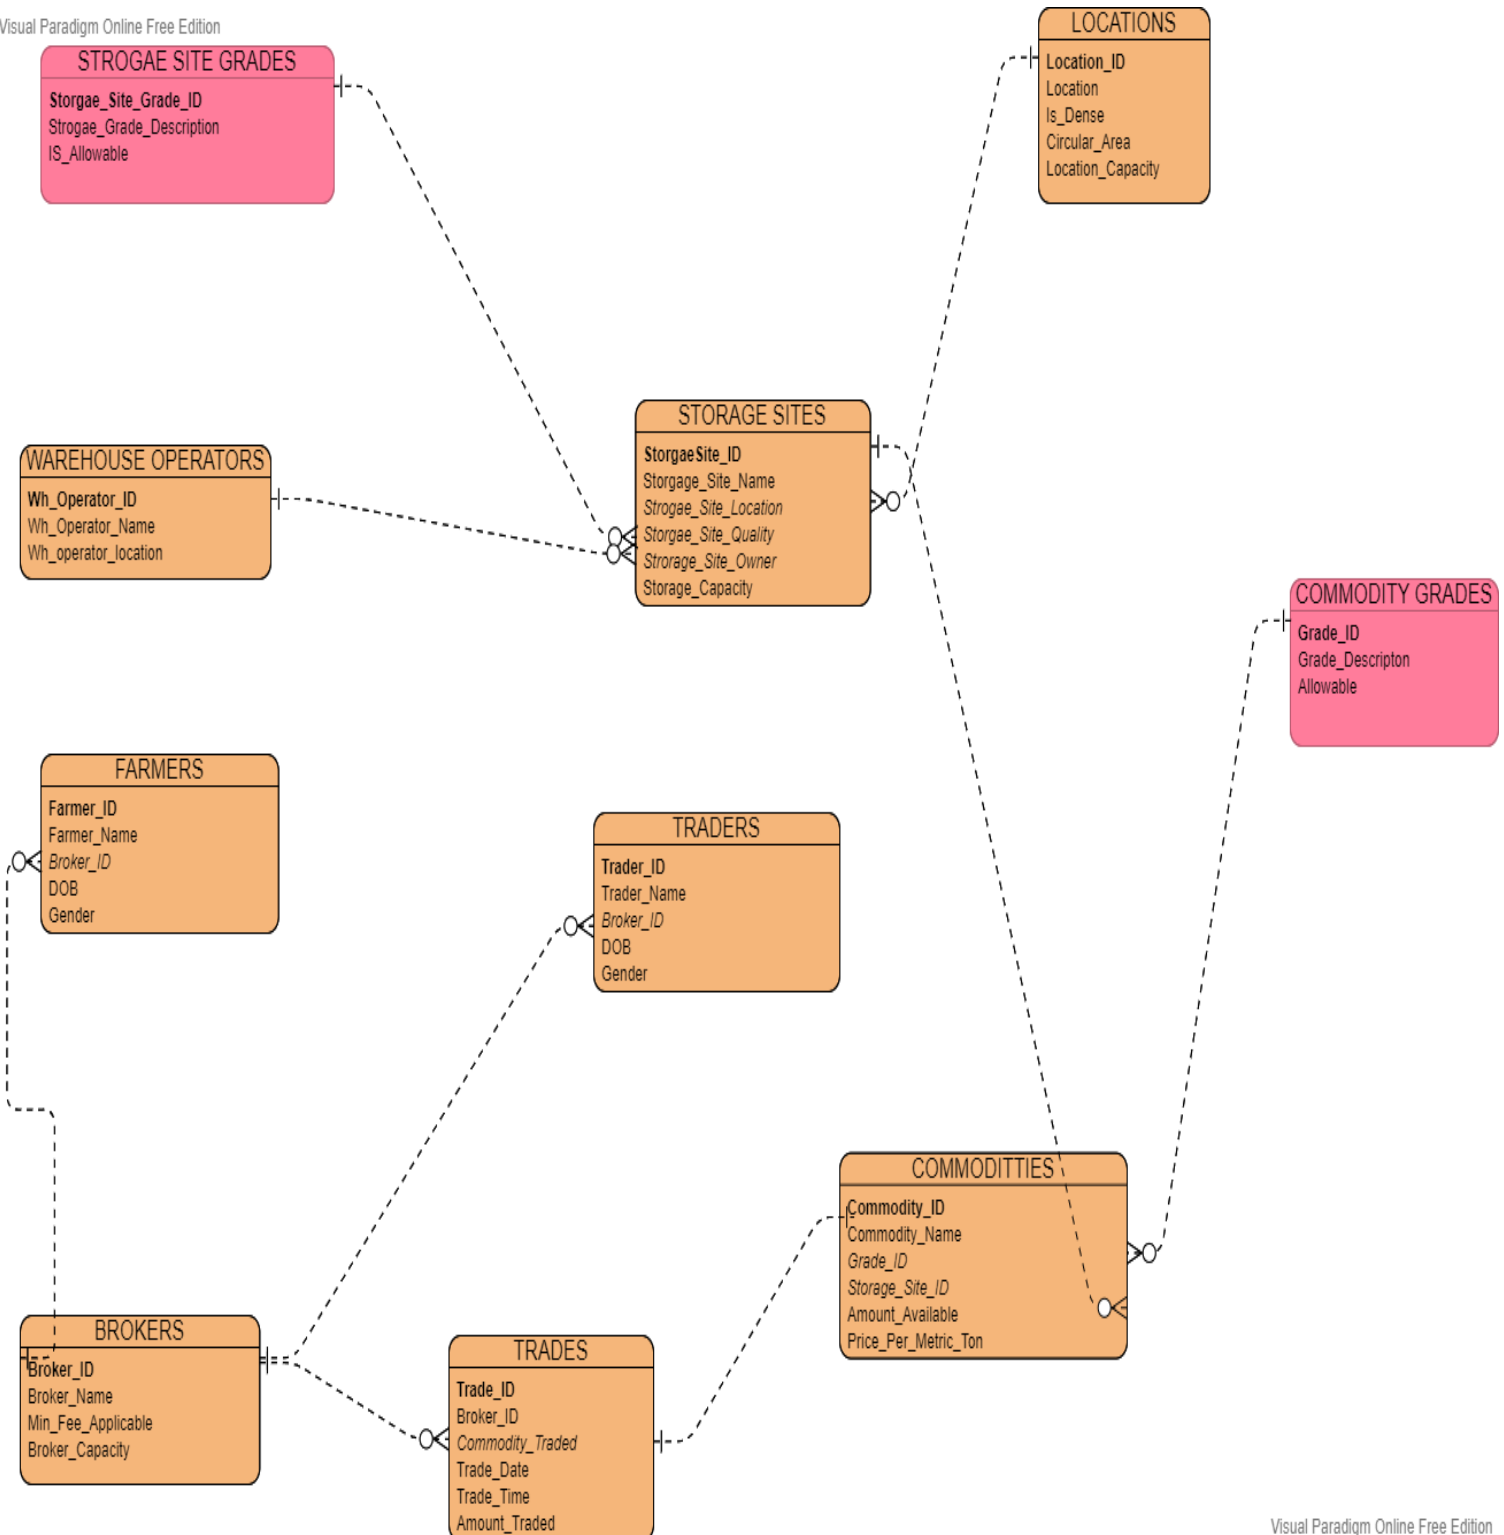 Visual Paradigm Online Free Edition
STROGAE SITE GRADES
Storgae_Site_Grade_ID
Strogae_Grade_Description
IS_Allowable
LOCATIONS
Location_ID
Location
Is_Dense
Circular_Area
Location_Capacity
WAREHOUSE OPERATORS
Wh_Operator_ID
Wh_Operator_Name
Wh_operator_location
STORAGE SITES
StorgaeSite_ID
Storgage_Site_Name
Strogae_Site_Location
Storgae_Site_Quality
Strorage_Site_Owner
Storage_Capacity
COMMODITY GRADES
Grade_ID
Grade_Descripton
Allowable
FARMERS
Farmer_ID
Farmer_Name
Broker_ID
DOB
Gender
TRADERS
Trader_ID
Trader_Name
Broker_ID
DOB
Gender
COMMODITTIES
Commodity_ID
Commodity_Name
Grade_ID
Storage_Site_ID
Amount_Available
Price_Per_Metric_Ton
BROKERS
Broker_ID
Broker_Name
Min_Fee_Applicable
Broker_Capacity
TRADES
Trade_ID
Broker_ID
Commodity_Traded
Trade_Date
Trade_Time
Amount_Traded
Visual Paradigm Online Free Edition